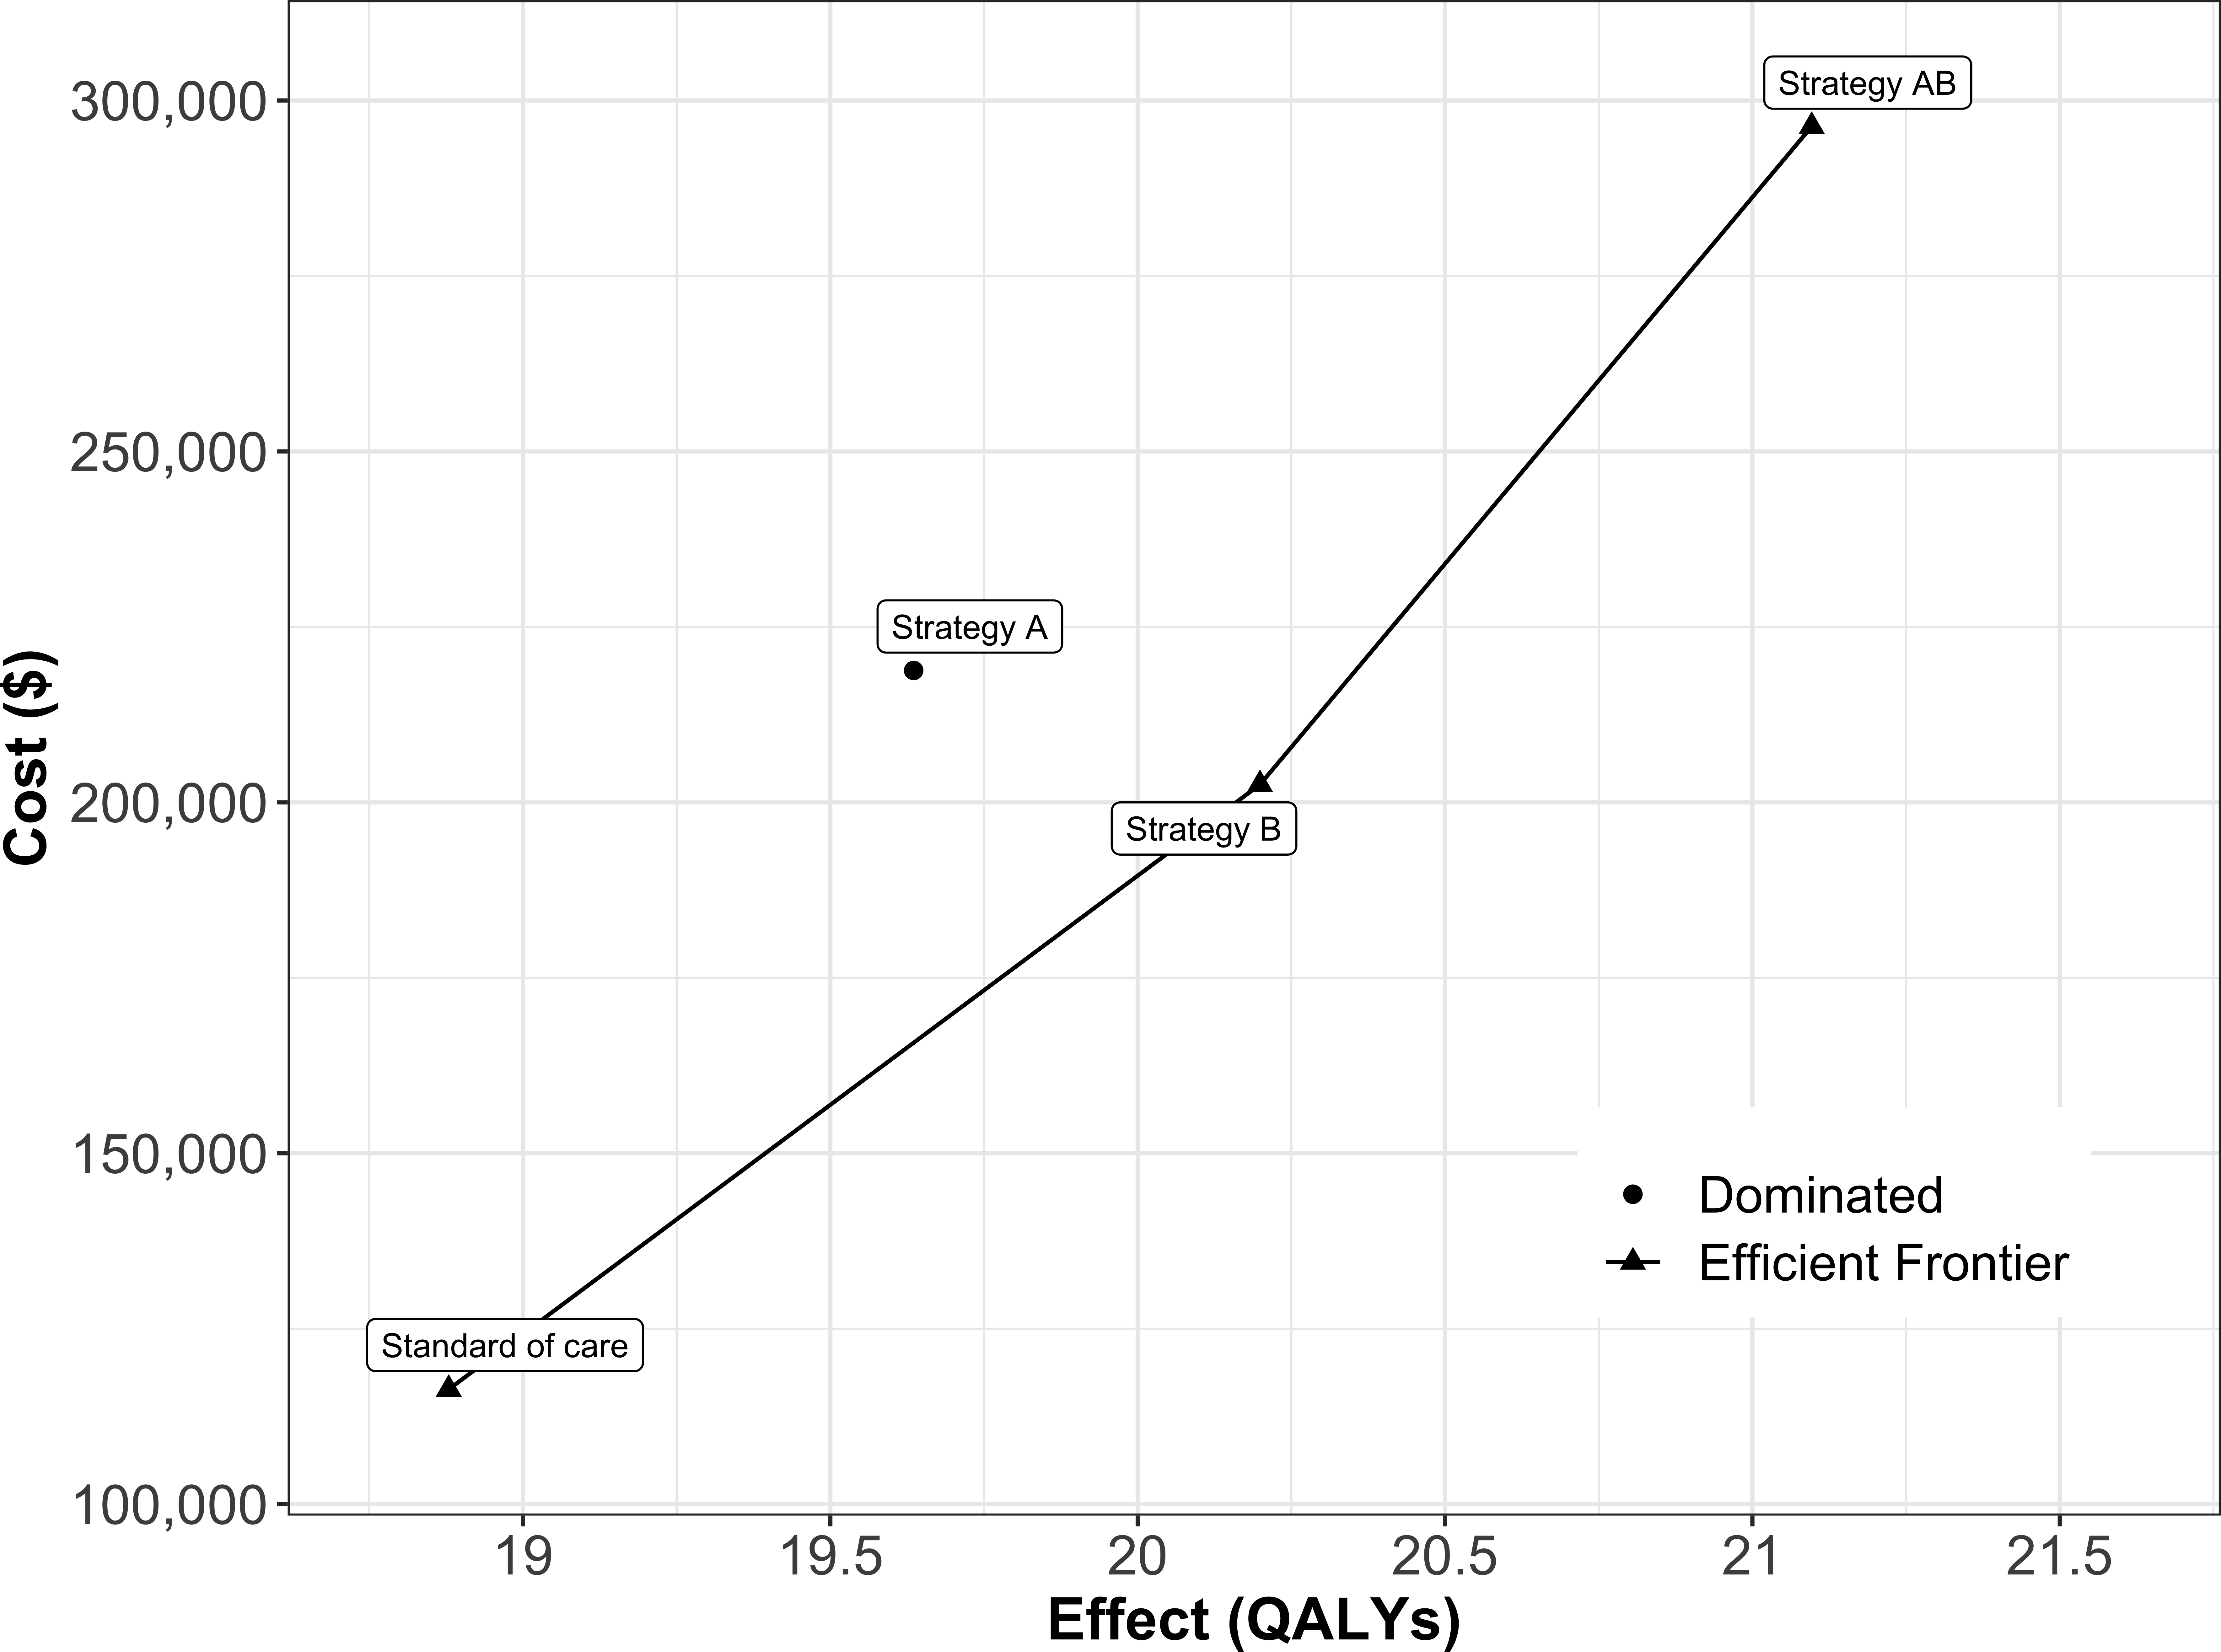 300,000
250,000
200,000
150,000
100,000
Cost ($)
Strategy AB
Strategy A
Strategy B
Standard of care
Dominated
Efficient Frontier
19
19.5
20
20.5
21
21.5
Effect (QALYs)